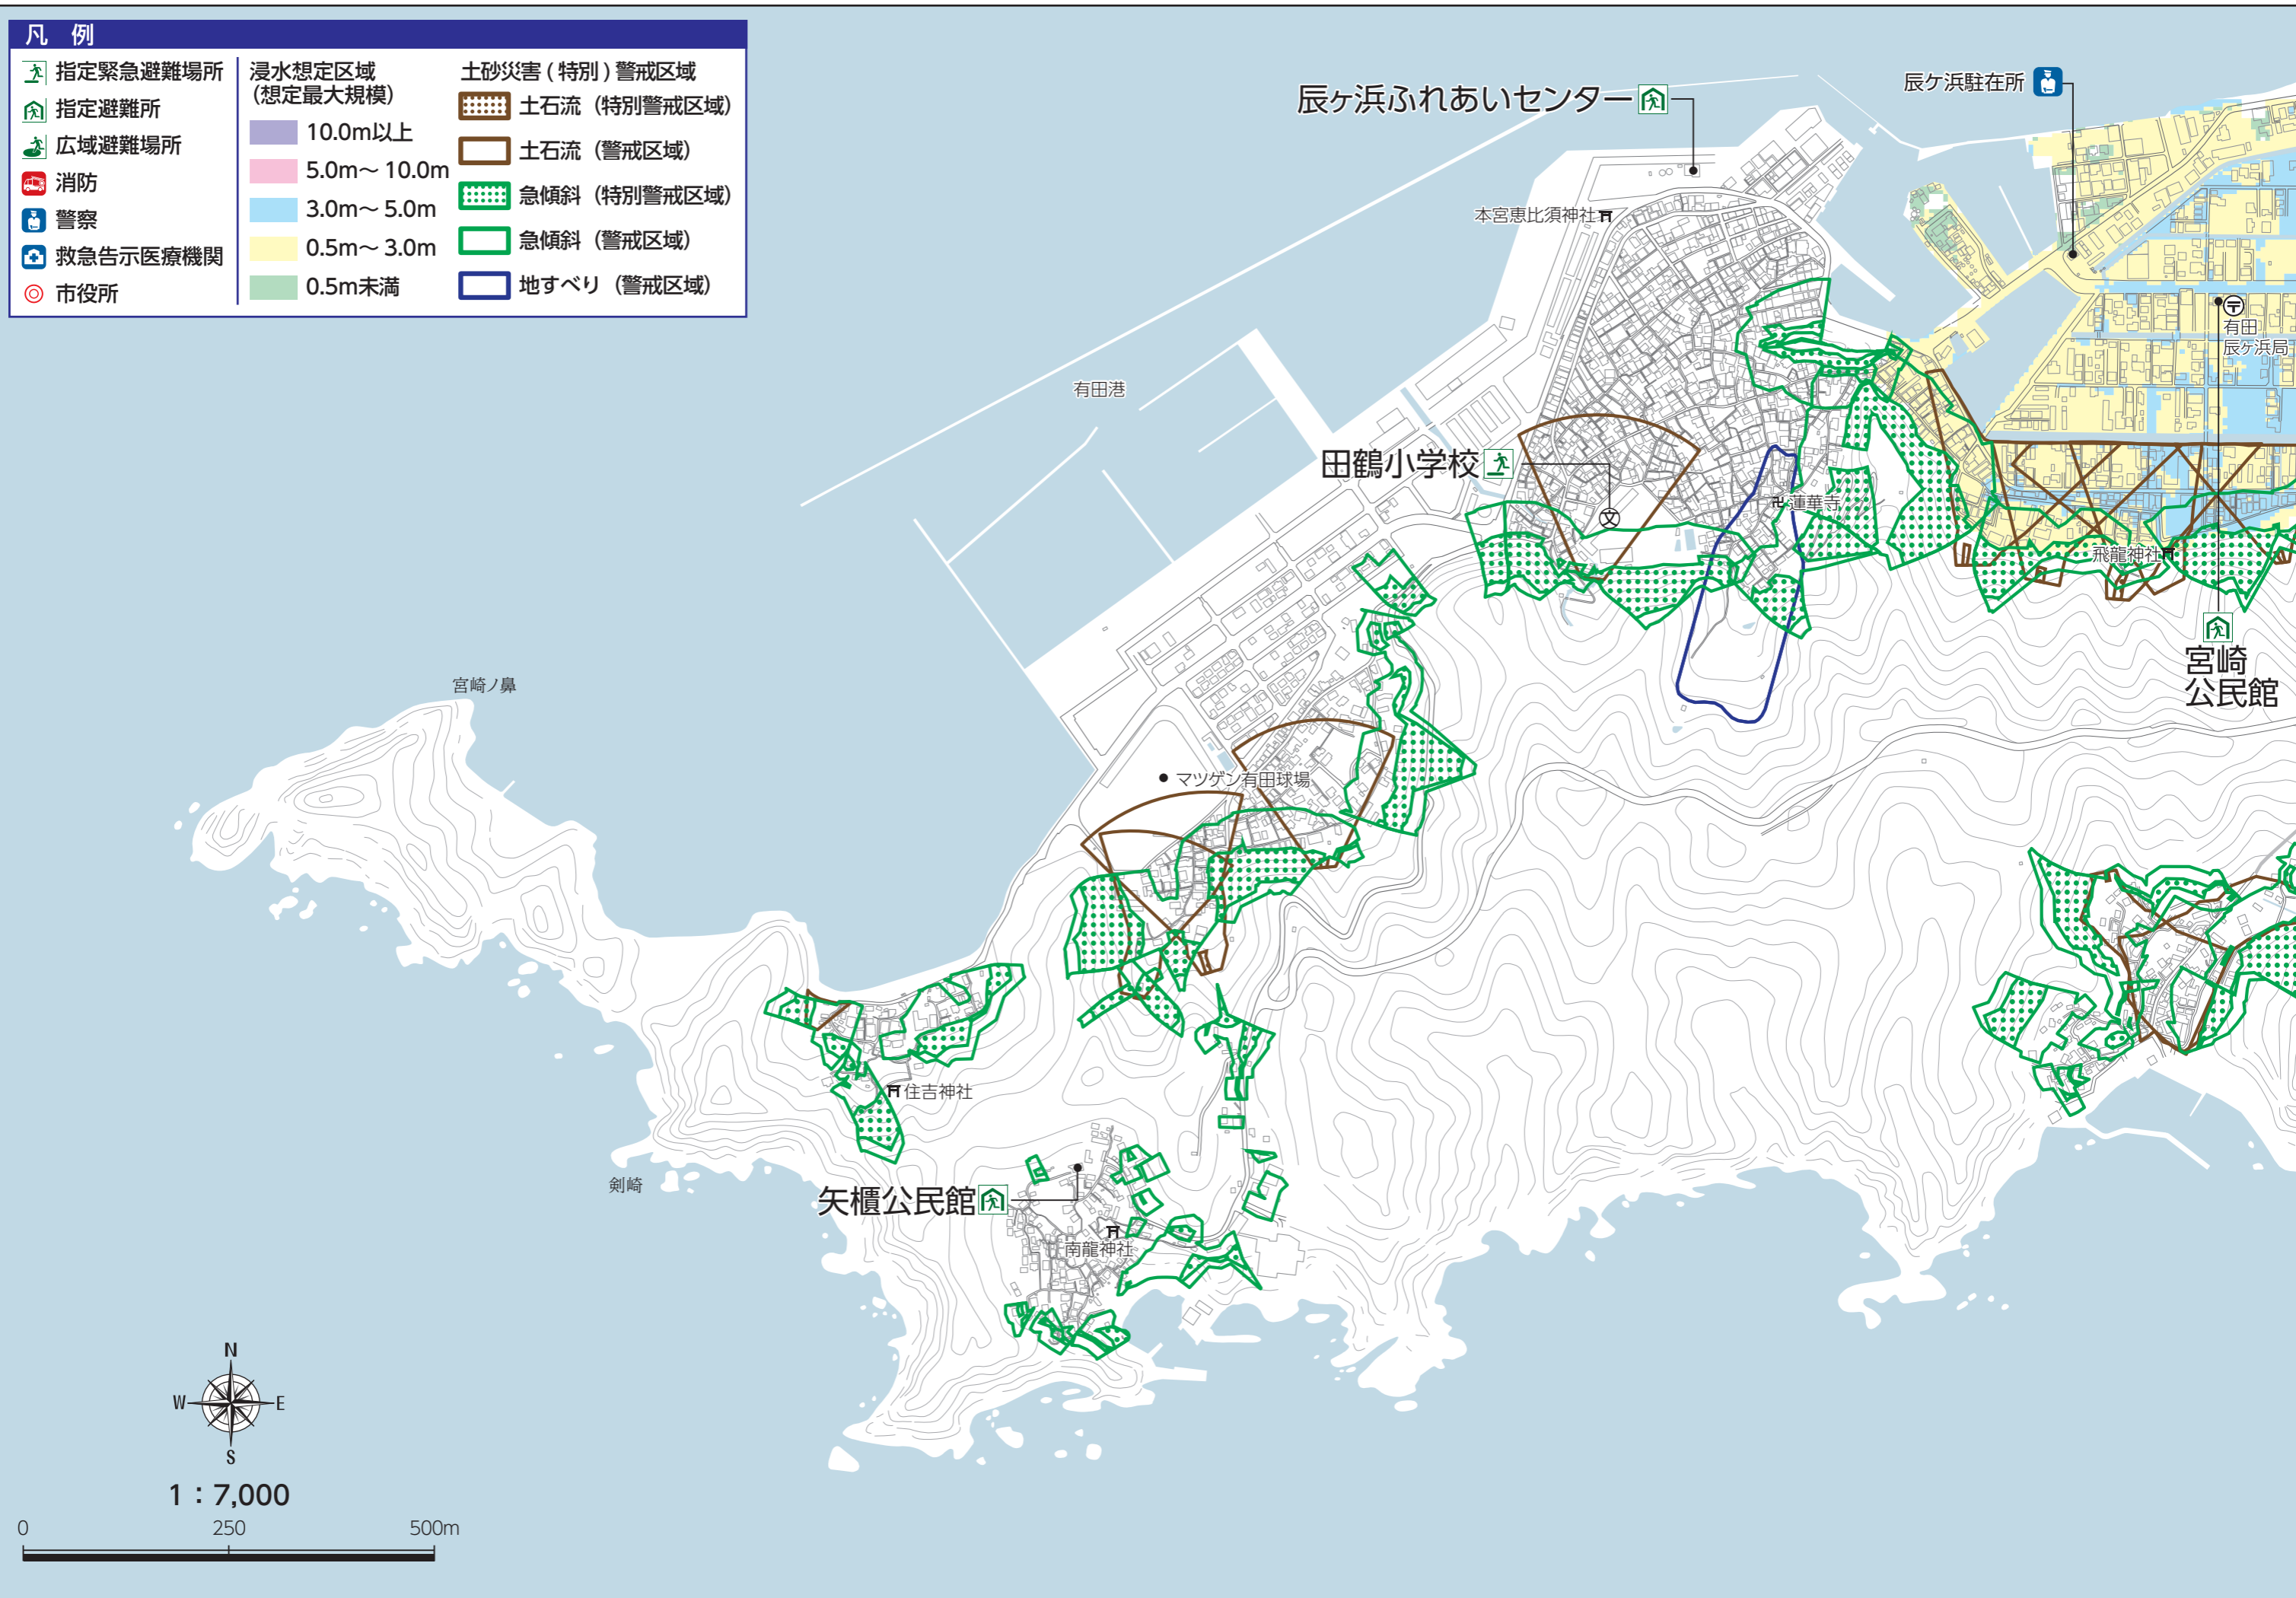 凡 例
指定緊急避難場所
指定避難所
広域避難場所
消防
警察
救急告示医療機関
市役所
浸水想定区域
(想定最大規模)
10.0m以上
5.0m～10.0m
3.0m～5.0m
0.5m～3.0m
0.5m未満
土砂災害(特別)警戒区域
土石流（特別警戒区域）
土石流（警戒区域）
急傾斜（特別警戒区域）
急傾斜（警戒区域）
地すべり（警戒区域）
辰ヶ浜ふれあいセンター
辰ケ浜駐在所
本宮恵比須神社
〒
有田
辰ヶ浜局
有田港
田鶴小学校
文
卍蓮華寺
飛龍神社
宮崎
公民館
宮崎ノ鼻
マツゲン有田球場
住吉神社
剣崎
矢櫃公民館
南龍神社
N
W
E
S
1：7,000
0
250
500m